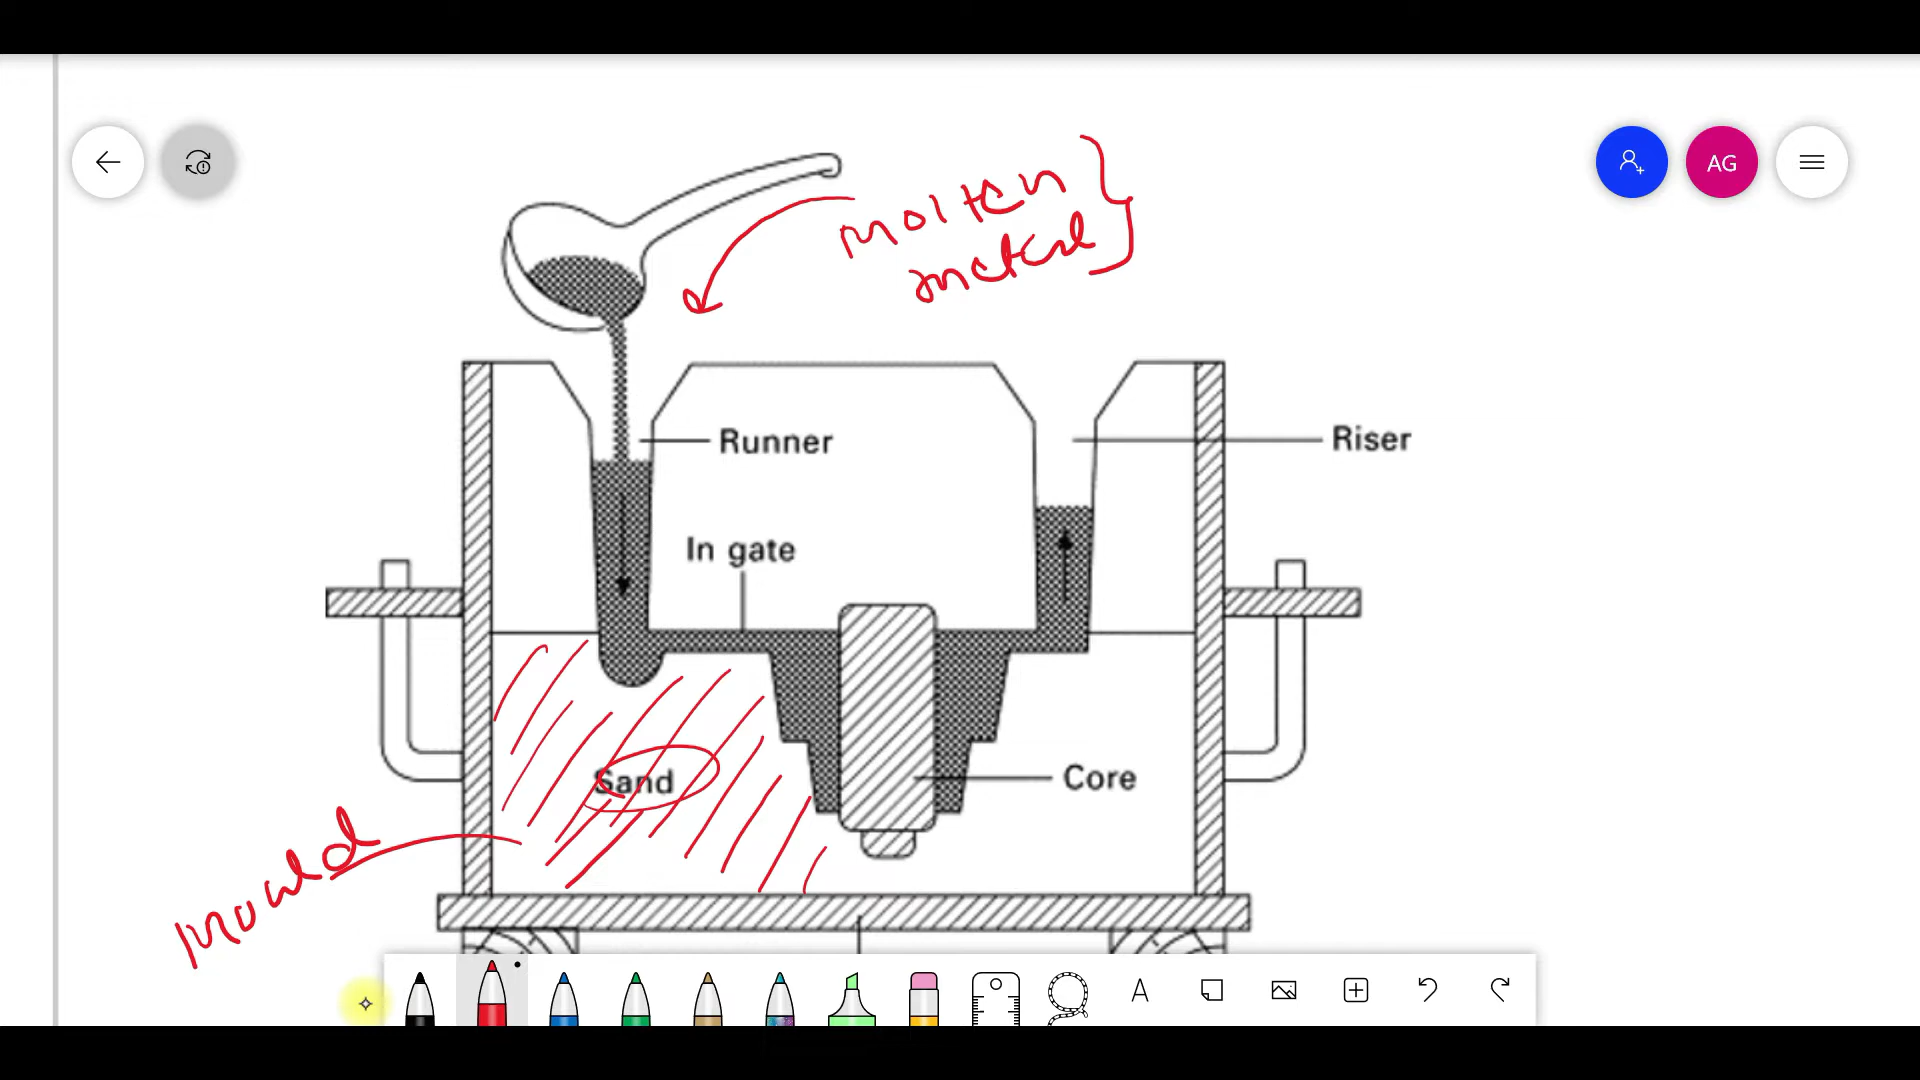 AG
molten
metal
Runner
Riser
In gate
Sand
Core
Mould
A